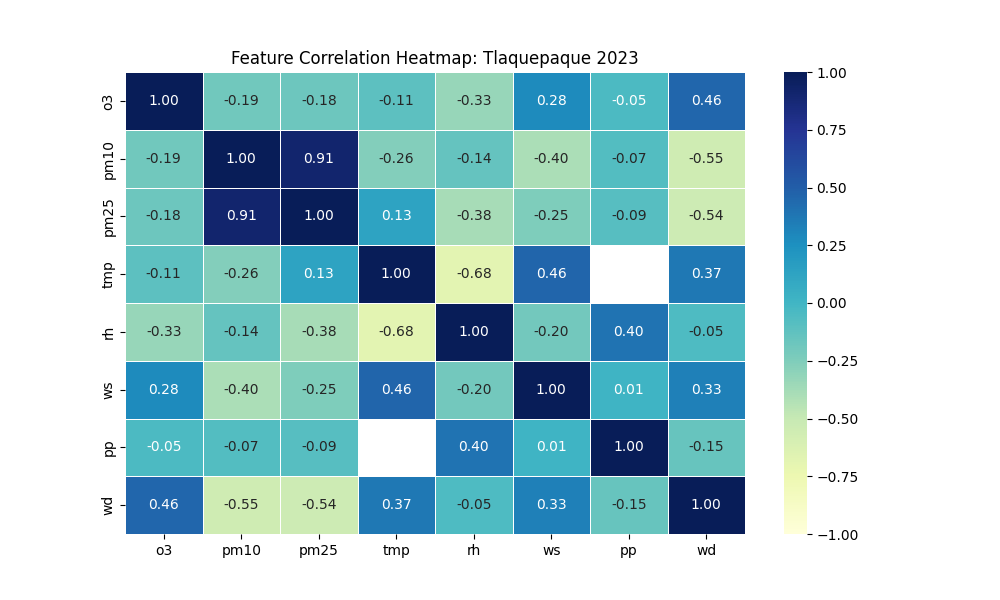 Feature Correlation Heatmap: Tlaquepaque 2023
o3 1.00 -0.19 -0.18 -0.11 -0.33 0.28 -0.05 0.46
pm10 -0.19 1.00 0.91 -0.26 -0.14 -0.40 -0.07 -0.55
pm25 -0.18 0.91 1.00 0.13 -0.38 -0.25 -0.09 -0.54
tmp -0.11 -0.26 0.13 1.00 -0.68 0.46 0.37
rh -0.33 -0.14 -0.38 -0.68 1.00 -0.20 0.40 -0.05
ws 0.28 -0.40 -0.25 0.46 -0.20 1.00 0.01 0.33
pp -0.05 -0.07 -0.09 0.40 0.01 1.00 -0.15
wd 0.46 -0.55 -0.54 0.37 -0.05 0.33 -0.15 1.00
o3 pm10 pm25 tmp rh ws pp wd
1.00
0.75
0.50
0.25
0.00
−0.25
−0.50
−0.75
−1.00